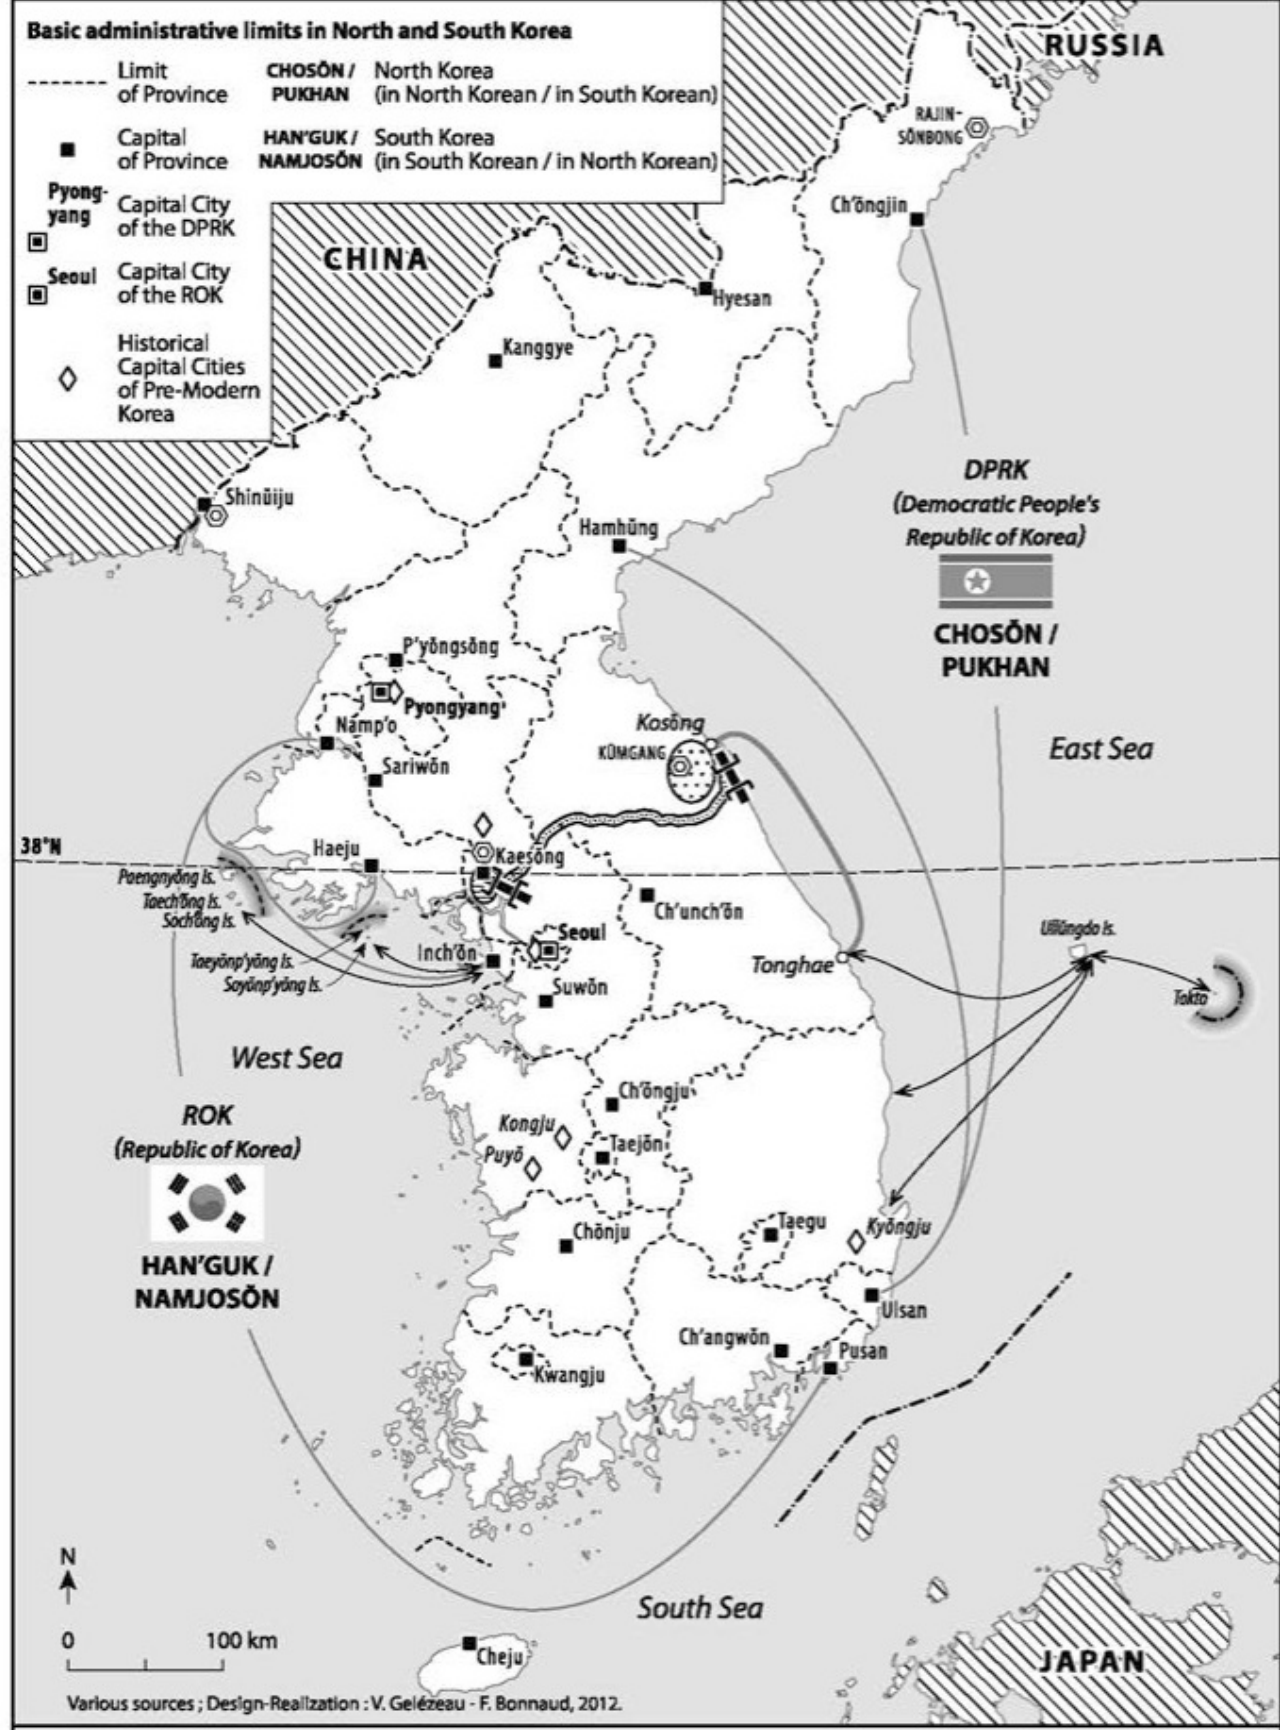 Basic administrative limits in North and South Korea
Limit
of Province
CHOSŎN /
PUKHAN
North Korea
(in North Korean / in South Korean)
Capital
of Province
HAN'GUK /
NAMJOSŎN
South Korea
(in South Korean / in North Korean)
Pyong-
yang
Capital City
of the DPRK
Seoul
Capital City
of the ROK
Historical
Capital Cities
of Pre-Modern
Korea
RUSSIA
RAJIN-
SŎNBONG
Ch'ŏngjin
CHINA
Hyesan
Kanggye
Shinŭiju
DPRK
(Democratic People's
Republic of Korea)
Hamhŭng
CHOSŎN /
PUKHAN
P'yŏngsŏng
Pyongyang
Namp'o
Kosŏng
KŬMGANG
East Sea
Sariwŏn
38°N
Haeju
Kaesŏng
Paengnyŏng Is.
Taech'ŏng Is.
Soch'ŏng Is.
Ch'unch'ŏn
Seoul
Inch'ŏn
Ullŭngdo Is.
Taeyŏnp'yŏng Is.
Soyŏnp'yŏng Is.
Tonghae
Suwŏn
Tokto
West Sea
ROK
(Republic of Korea)
Ch'ŏngju
Kongju
Taejŏn
Puyŏ
Chŏnju
Taegu
Kyŏngju
HAN'GUK /
NAMJOSŎN
Ulsan
Ch'angwŏn
Pusan
Kwangju
N
South Sea
0
100 km
Cheju
JAPAN
Various sources ; Design-Realization : V. Gelézeau - F. Bonnaud, 2012.